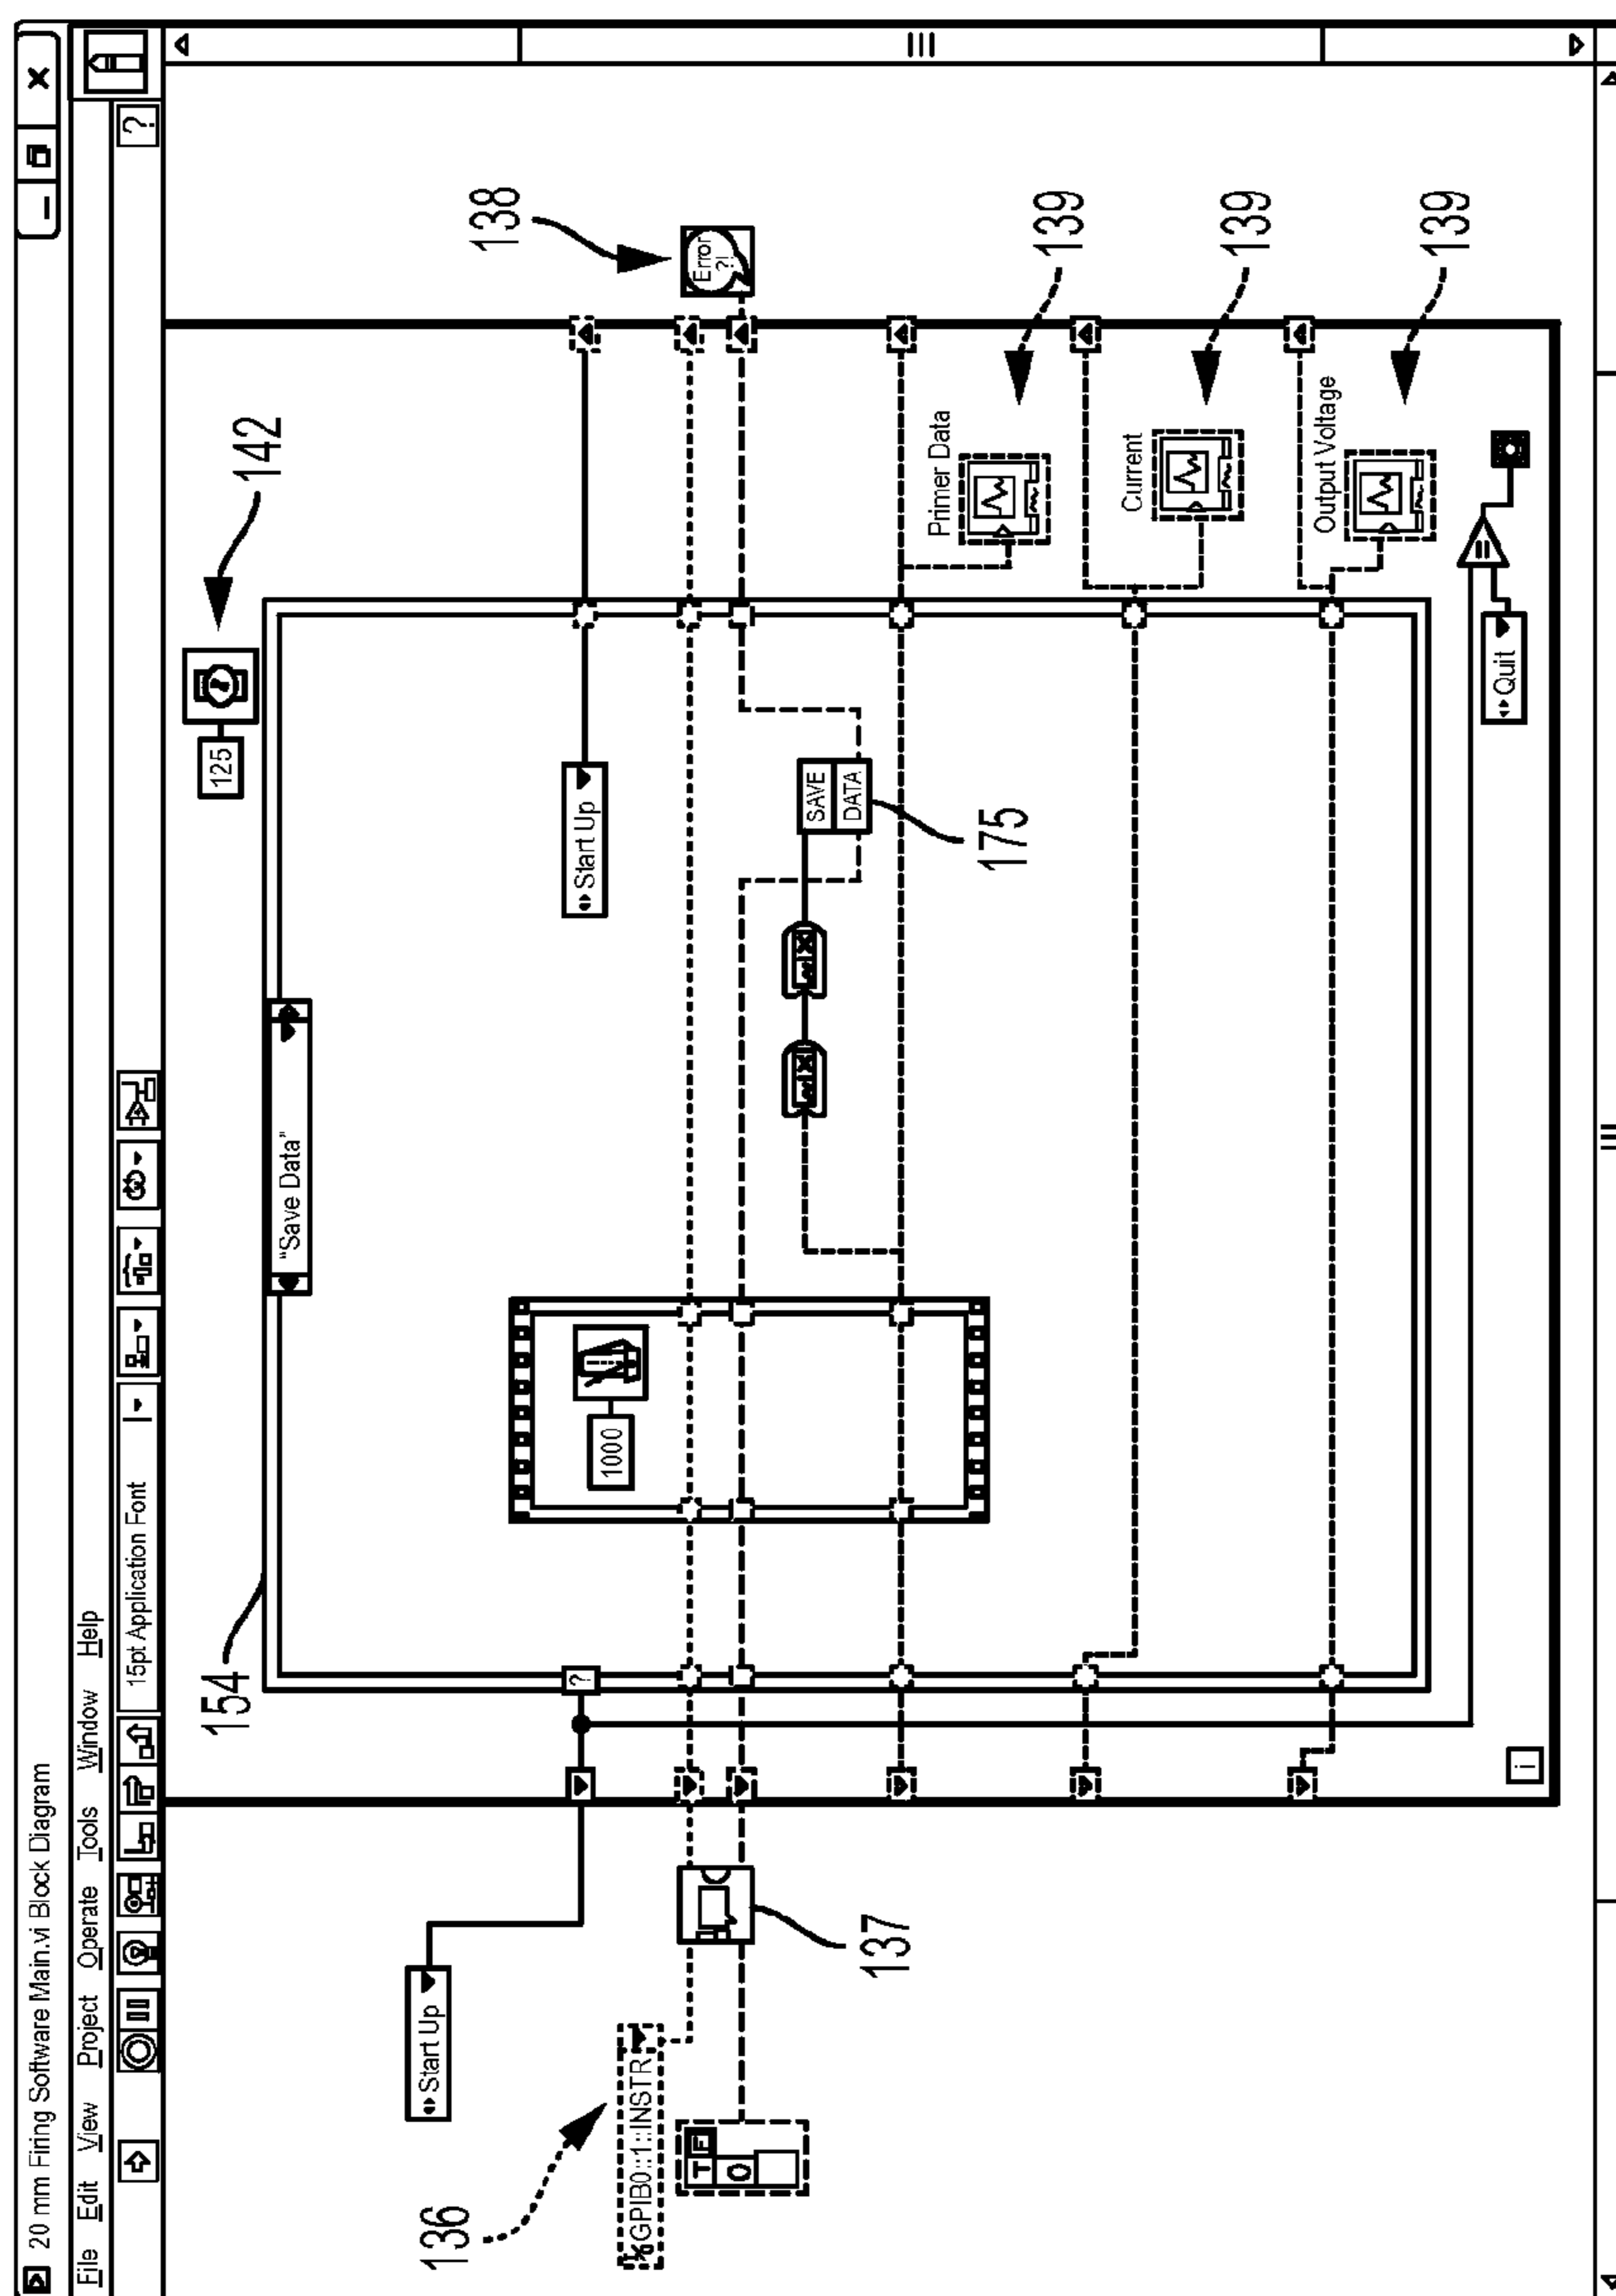 20 mm Firing Software Main.vi Block Diagram
File Edit View Project Operate Tools Window Help
15pt Application Font
?
142
125
154
"Save Data"
138
Error
?!
Start Up
Start Up
?
1000
136
GPIB0::1::INSTR
T F
0
137
SAVE
DATA
175
Primer Data
139
Current
139
Output Voltage
139
i
Quit
=